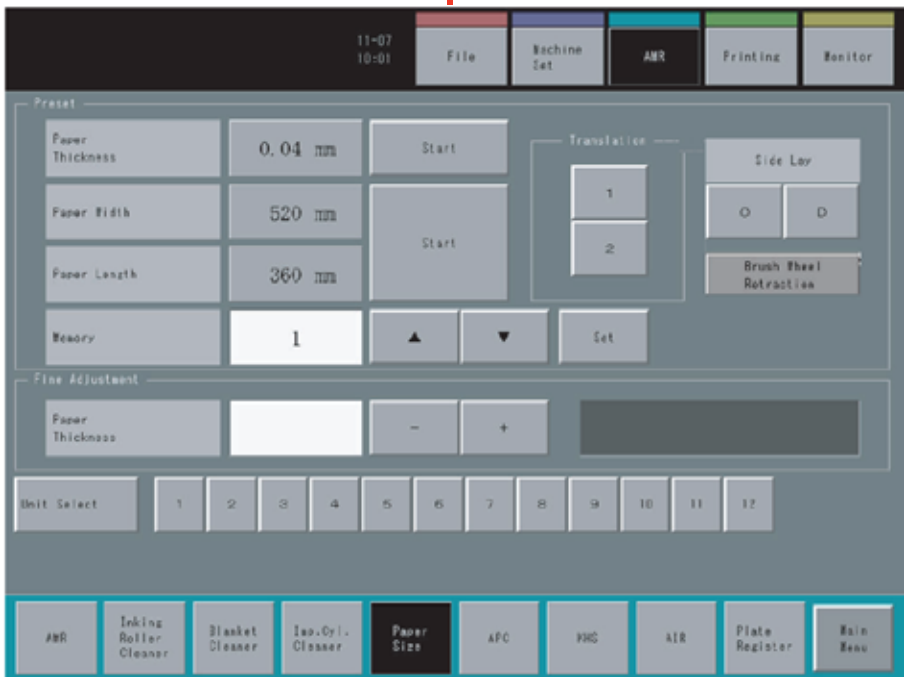 11-07
10:01
File
Machine
Set
AMR
Printing
Monitor
Preset
Paper
Thickness
0.04 mm
Start
Translation
Side Lay
1
O
D
Paper Width
520 mm
Start
2
Brush Wheel
Retraction
Paper Length
360 mm
Memory
1
▲
▼
Set
Fine Adjustment
Paper
Thickness
-
+
Unit Select
1
2
3
4
5
6
7
8
9
10
11
12
AMR
Inking
Roller
Cleaner
Blanket
Cleaner
Imp.Cyl.
Cleaner
Paper
Size
APC
KHS
AIR
Plate
Register
Main
Menu